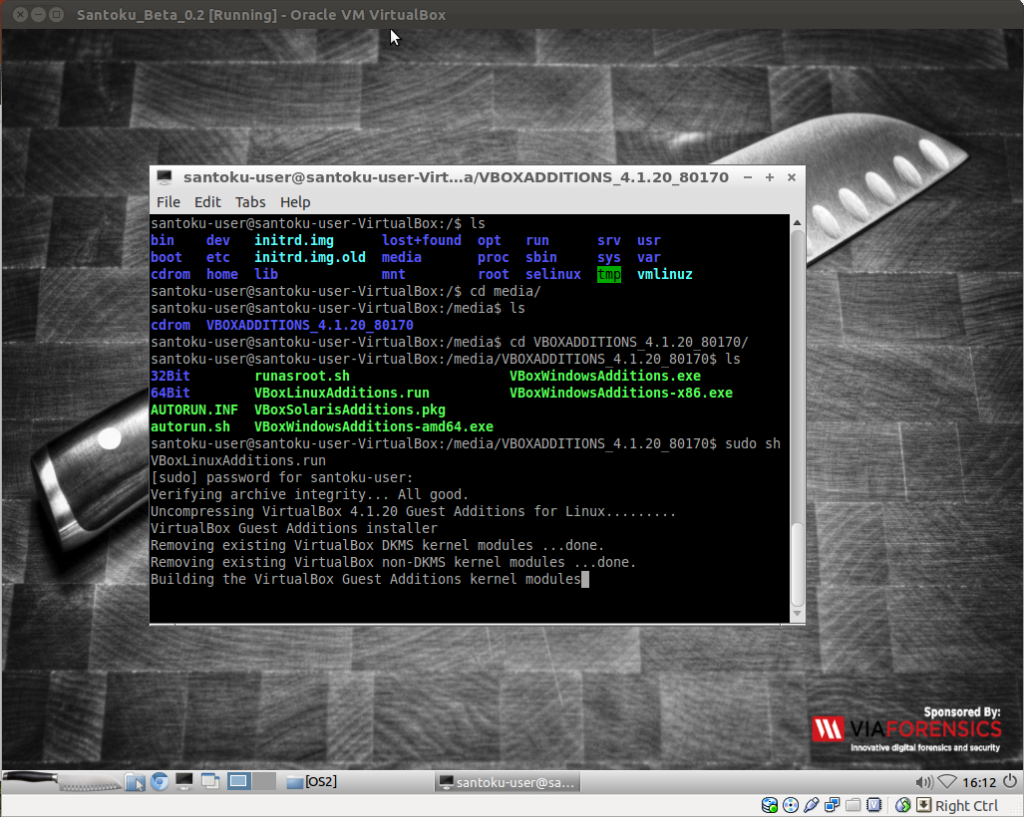 Santoku_Beta_0.2 [Running] - Oracle VM VirtualBox
santoku-user@santoku-user-Virt...a/VBOXADDITIONS_4.1.20_80170
File Edit Tabs Help
santoku-user@santoku-user-VirtualBox:/$ ls
bin dev initrd.img lost+found opt run srv usr
boot etc initrd.img.old media proc sbin sys var
cdrom home lib mnt root selinux tmp vmlinuz
santoku-user@santoku-user-VirtualBox:/$ cd media/
santoku-user@santoku-user-VirtualBox:/media$ ls
cdrom VBOXADDITIONS_4.1.20_80170
santoku-user@santoku-user-VirtualBox:/media$ cd VBOXADDITIONS_4.1.20_80170/
santoku-user@santoku-user-VirtualBox:/media/VBOXADDITIONS_4.1.20_80170$ ls
32Bit runasroot.sh VBoxWindowsAdditions.exe
64Bit VBoxLinuxAdditions.run VBoxWindowsAdditions-x86.exe
AUTORUN.INF VBoxSolarisAdditions.pkg
autorun.sh VBoxWindowsAdditions-amd64.exe
santoku-user@santoku-user-VirtualBox:/media/VBOXADDITIONS_4.1.20_80170$ sudo sh
VBoxLinuxAdditions.run
[sudo] password for santoku-user:
Verifying archive integrity... All good.
Uncompressing VirtualBox 4.1.20 Guest Additions for Linux.........
VirtualBox Guest Additions installer
Removing existing VirtualBox DKMS kernel modules ...done.
Removing existing VirtualBox non-DKMS kernel modules ...done.
Building the VirtualBox Guest Additions kernel modules
Sponsored By:
VIAFORENSICS
innovative digital forensics and security
[OS2]
santoku-user@sa...
16:12
Right Ctrl